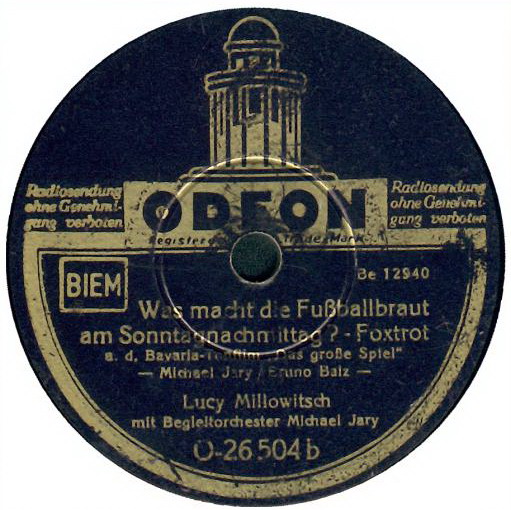 Radiosendung
ohne Genehmi-
gung verboten
ODEON
Registered Trade-Mark
Radiosendung
ohne Genehmi-
gung verboten
BIEM
Be 12940
Was macht die Fußballbraut
am Sonntagnachmittag? - Foxtrot
a. d. Bavaria-Tonfilm „Das große Spiel“
— Michael Jary / Bruno Balz —
Lucy Millowitsch
mit Begleitorchester Michael Jary
O-26504b